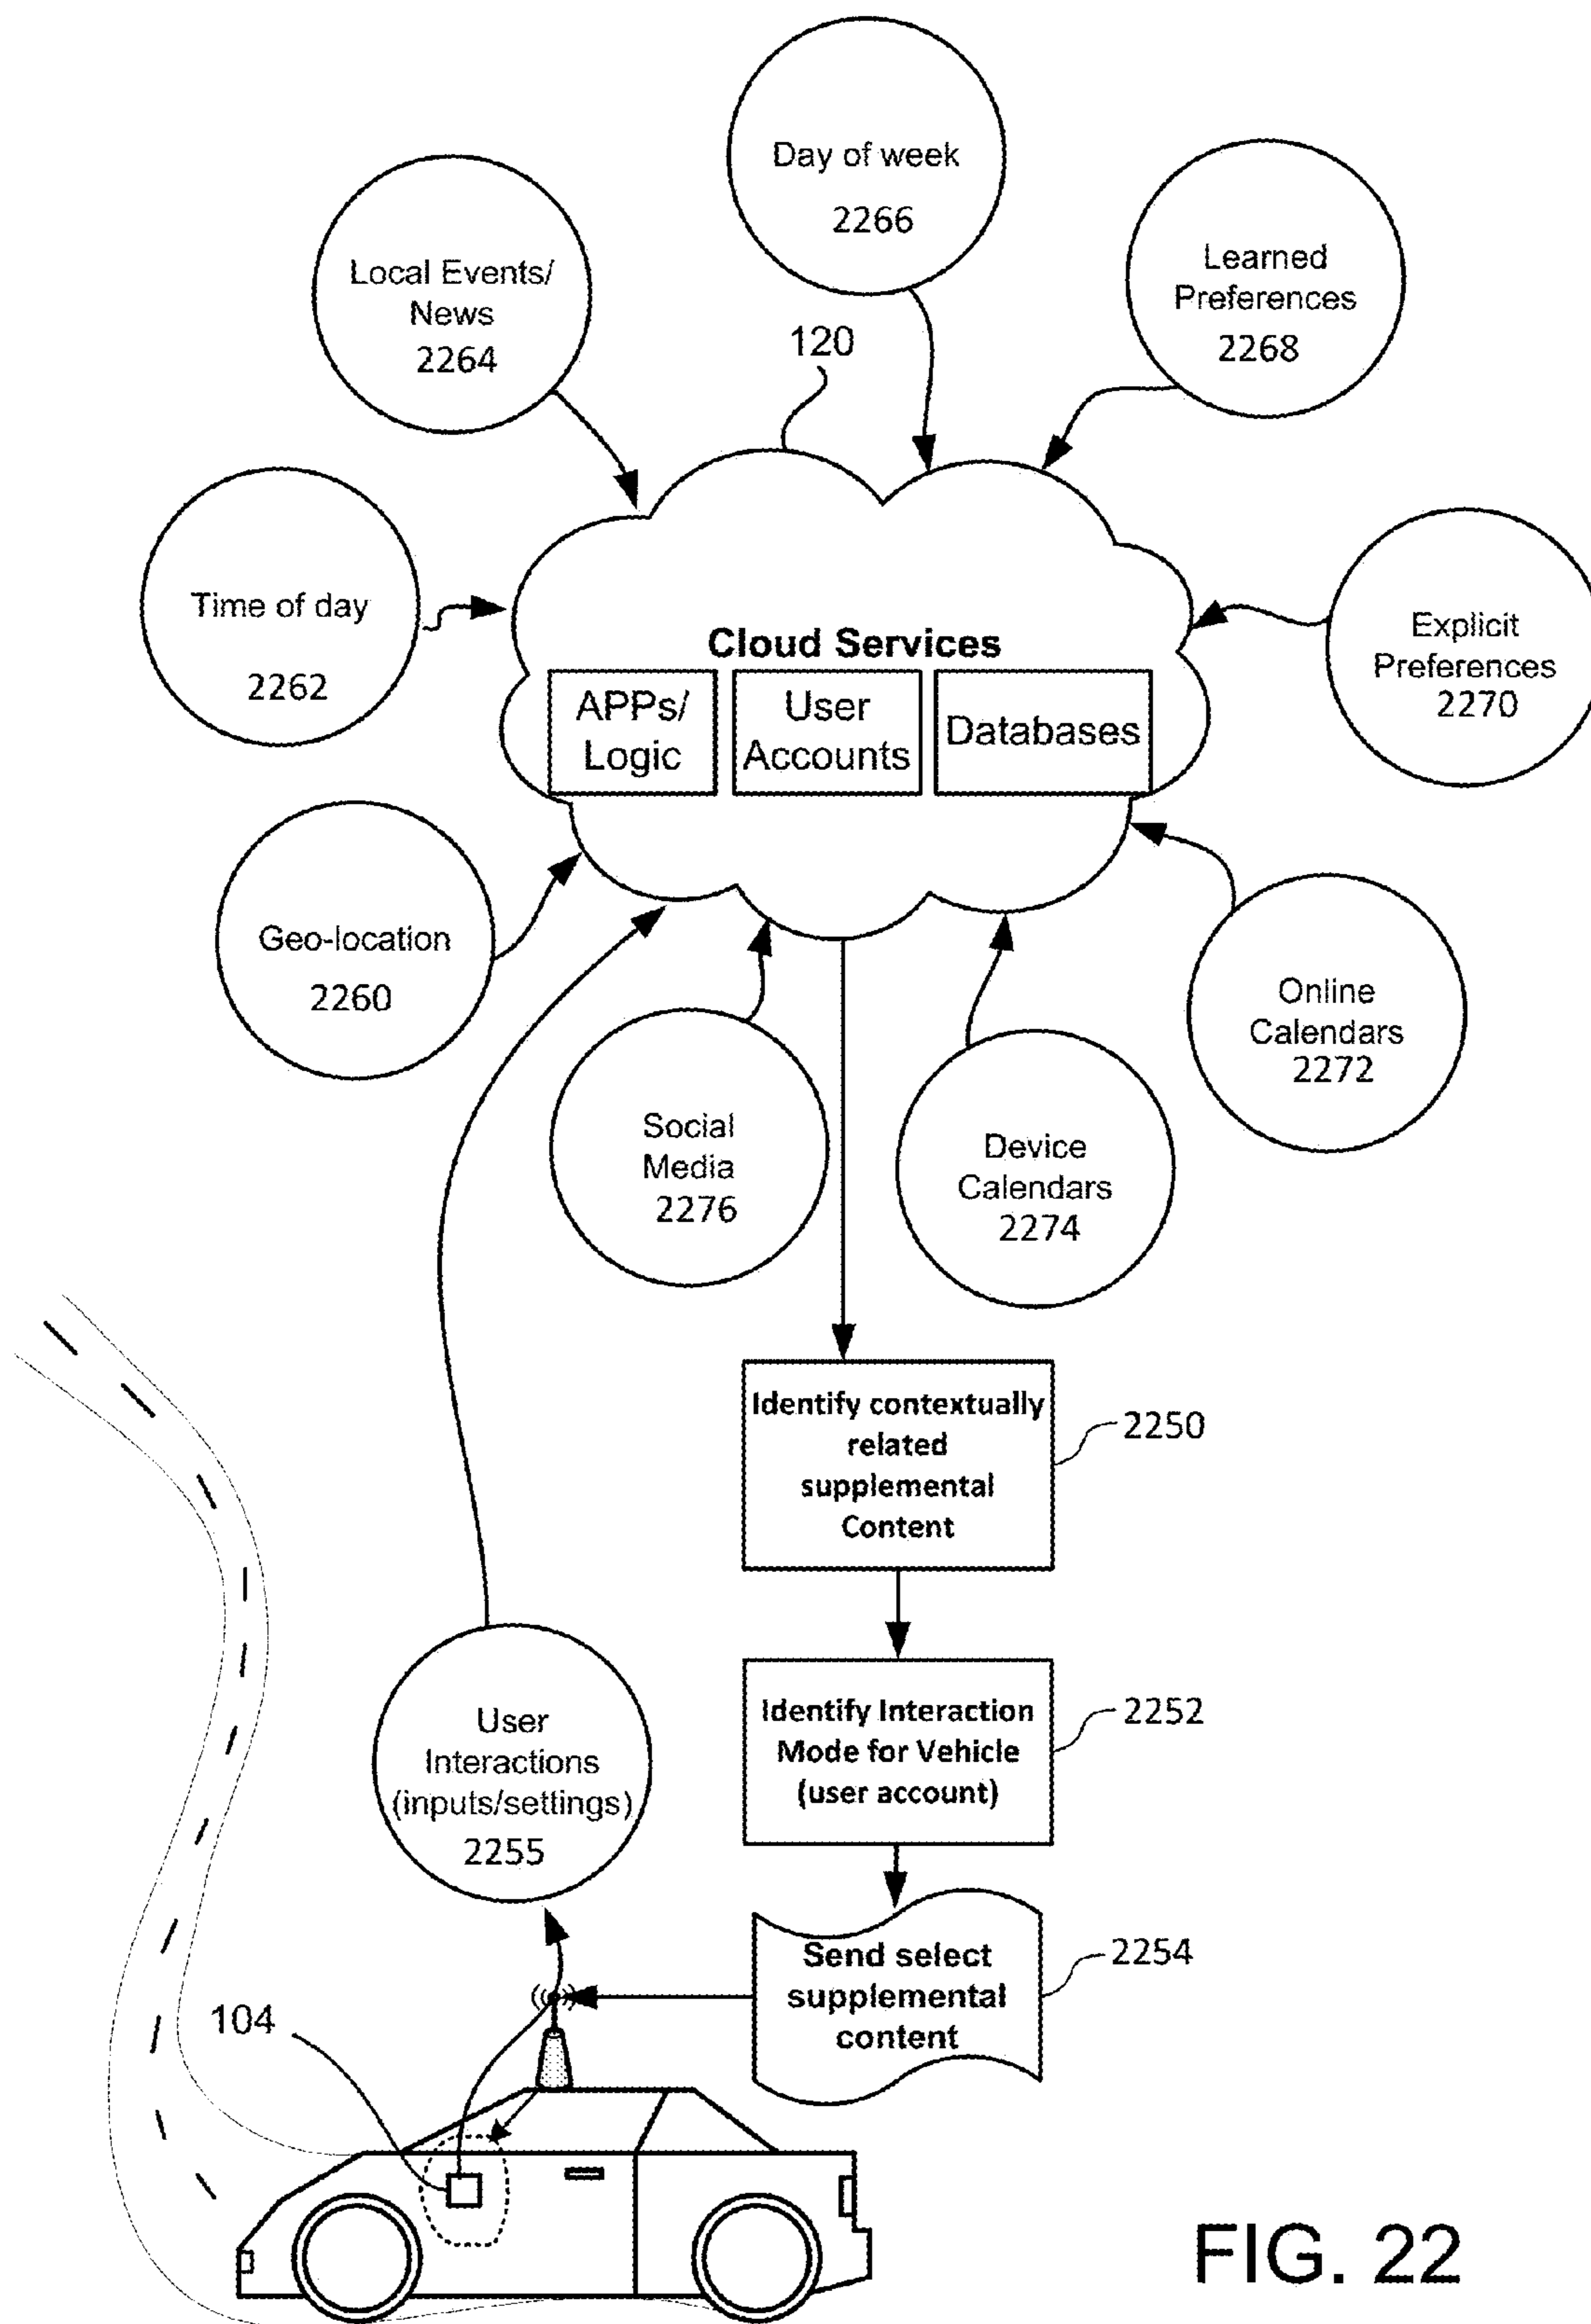 Day of week
2266
Local Events/
News
2264
Learned
Preferences
2268
120
Time of day
2262
Explicit
Preferences
2270
Cloud Services
APPs/
Logic
User
Accounts
Databases
Geo-location
2260
Online
Calendars
2272
Social
Media
2276
Device
Calendars
2274
Identify contextually
related
supplemental
Content
2250
User
Interactions
(inputs/settings)
2255
Identify Interaction
Mode for Vehicle
(user account)
2252
Send select
supplemental
content
2254
104
FIG. 22